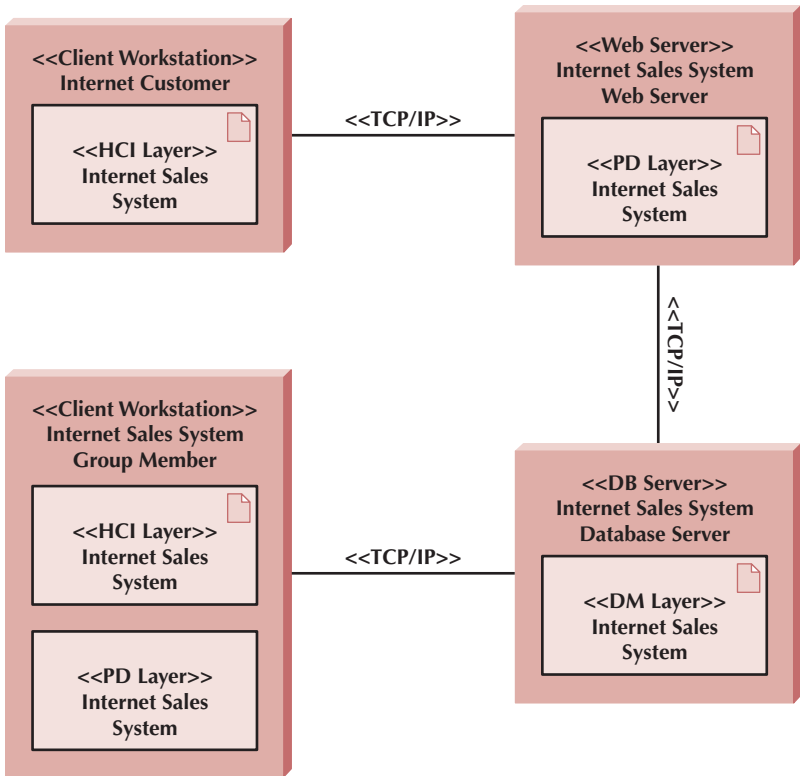 <<Client Workstation>>
Internet Customer
<<HCI Layer>>
Internet Sales
System
<<TCP/IP>>
<<Web Server>>
Internet Sales System
Web Server
<<PD Layer>>
Internet Sales
System
<<TCP/IP>>
<<Client Workstation>>
Internet Sales System
Group Member
<<HCI Layer>>
Internet Sales
System
<<PD Layer>>
Internet Sales
System
<<TCP/IP>>
<<DB Server>>
Internet Sales System
Database Server
<<DM Layer>>
Internet Sales
System